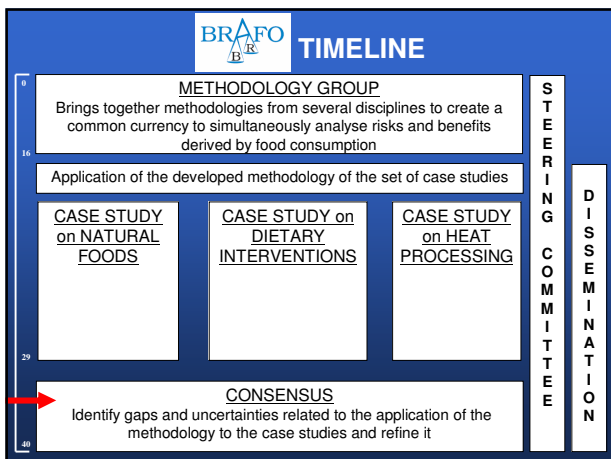 BRAFO
B R
TIMELINE
0
METHODOLOGY GROUP
Brings together methodologies from several disciplines to create a
common currency to simultaneously analyse risks and benefits
derived by food consumption
16
Application of the developed methodology of the set of case studies
CASE STUDY
on NATURAL
FOODS
CASE STUDY on
DIETARY
INTERVENTIONS
CASE STUDY
on HEAT
PROCESSING
29
CONSENSUS
Identify gaps and uncertainties related to the application of the
methodology to the case studies and refine it
40
STEERING COMMITTEE
DISSEMINATION